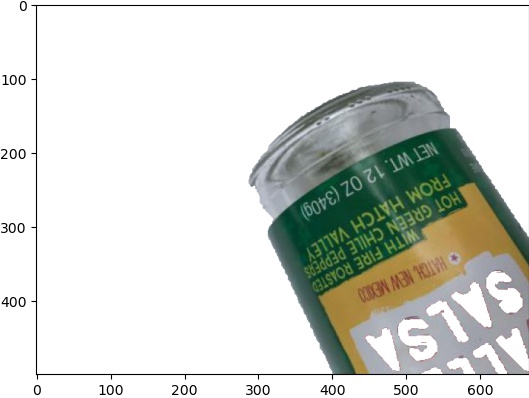 0
100
200
300
400
0 100 200 300 400 500 600
SALSA
HATCH, NEW MEXICO
WITH FIRE ROASTED
HOT GREEN CHILE PEPPERS
FROM HATCH VALLEY
NET WT. 12 OZ (340g)